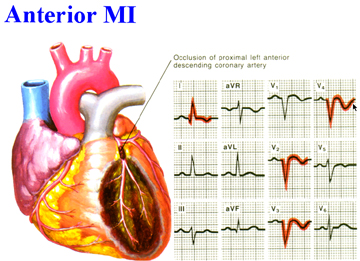 Anterior MI
Occlusion of proximal left anterior
descending coronary artery
I
aVR
V₁
V₄
II
aVL
V₂
V₅
III
aVF
V₃
V₆